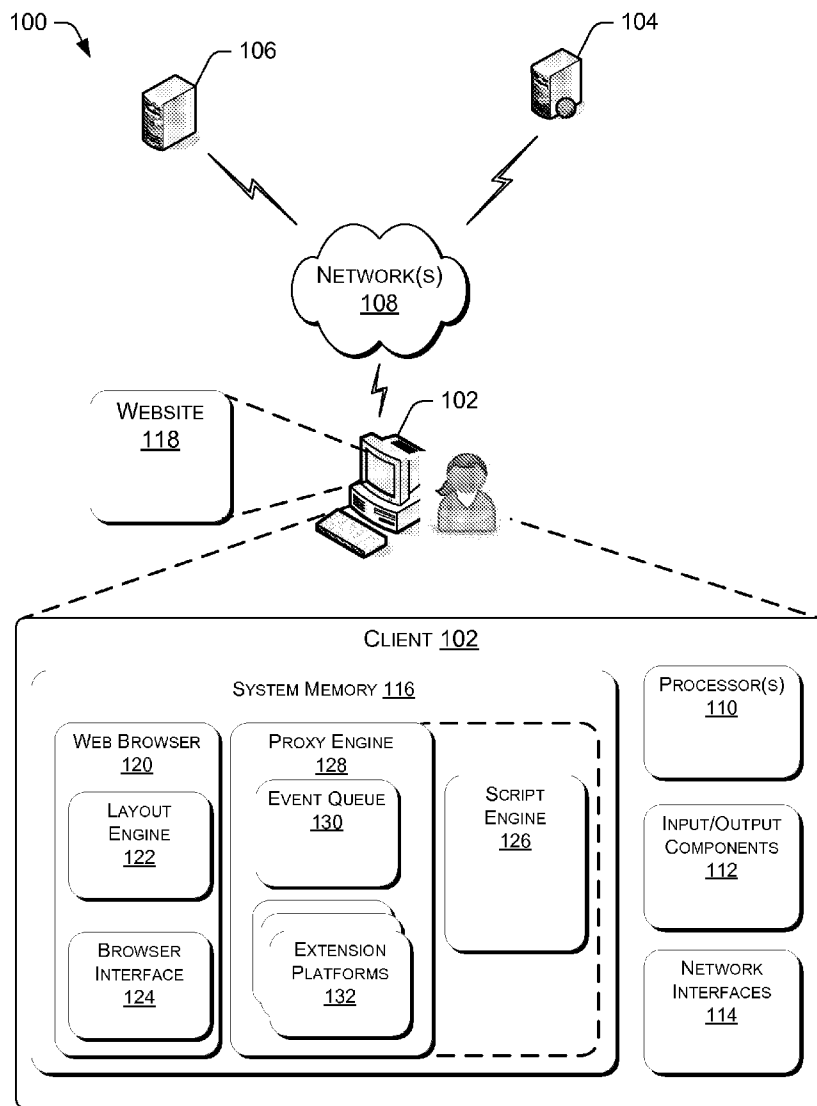 100
106
104
NETWORK(S)
108
102
WEBSITE
118
CLIENT 102
SYSTEM MEMORY 116
WEB BROWSER
120
LAYOUT
ENGINE
122
BROWSER
INTERFACE
124
PROXY ENGINE
128
EVENT QUEUE
130
EXTENSION
PLATFORMS
132
SCRIPT
ENGINE
126
PROCESSOR(S)
110
INPUT/OUTPUT
COMPONENTS
112
NETWORK
INTERFACES
114